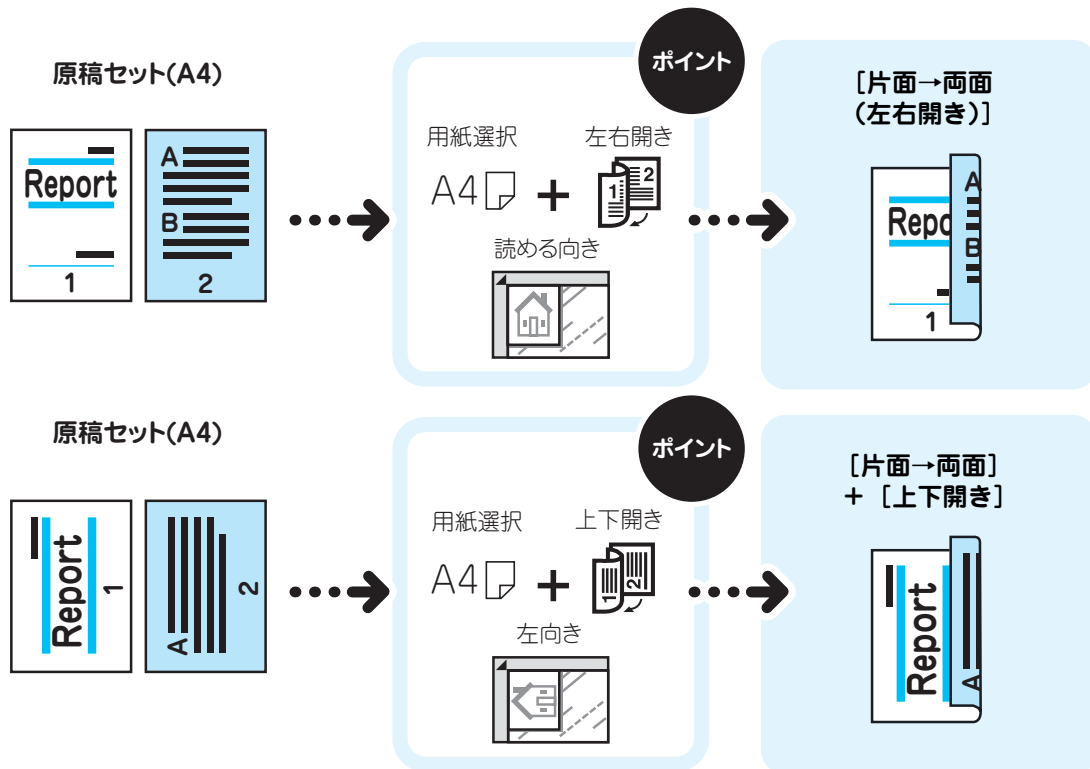 原稿セット(A4)
Report
1
A
B
2
ポイント
用紙選択
左右開き
A4
+
1
2
読める向き
[片面→両面
(左右開き)]
Repo
1
A
B
原稿セット(A4)
Report
1
A
2
ポイント
用紙選択
上下開き
A4
+
1
2
左向き
[片面→両面]
+ [上下開き]
Report
A